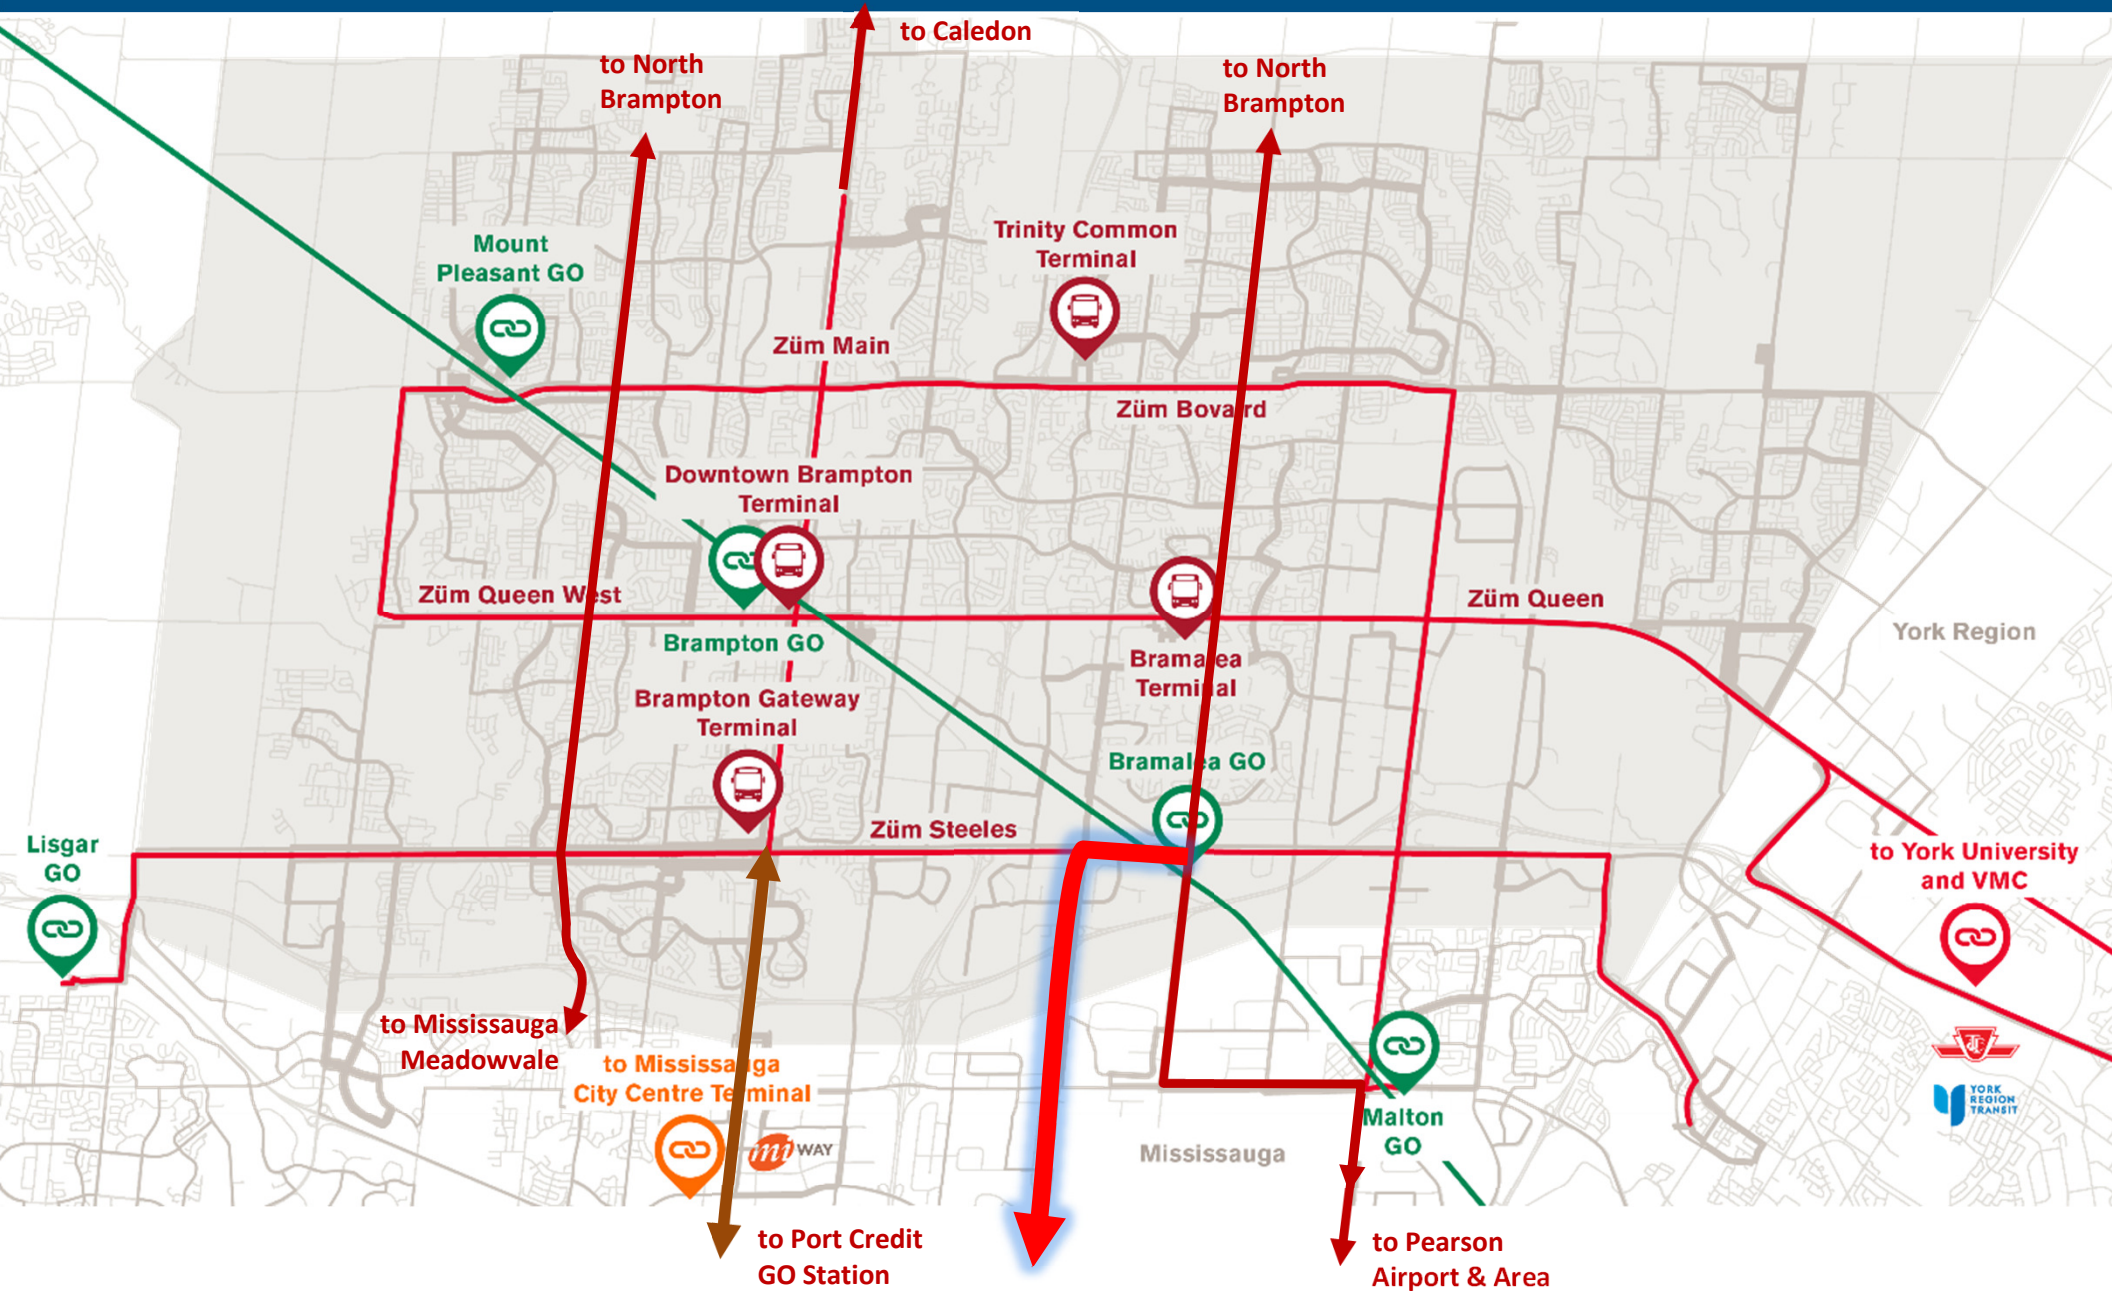 to Caledon
to North
Brampton
to North
Brampton
Trinity Common
Terminal
Mount
Pleasant GO
Züm Main
Züm Bovaird
Downtown Brampton
Terminal
Züm Queen West
Züm Queen
York Region
Brampton GO
Bramalea
Terminal
Brampton Gateway
Terminal
Bramalea GO
Züm Steeles
Lisgar
GO
to York University
and VMC
to Mississauga
Meadowvale
to Mississauga
City Centre Terminal
YORK
REGION
TRANSIT
Malton
GO
mi WAY
Mississauga
to Port Credit
GO Station
to Pearson
Airport & Area